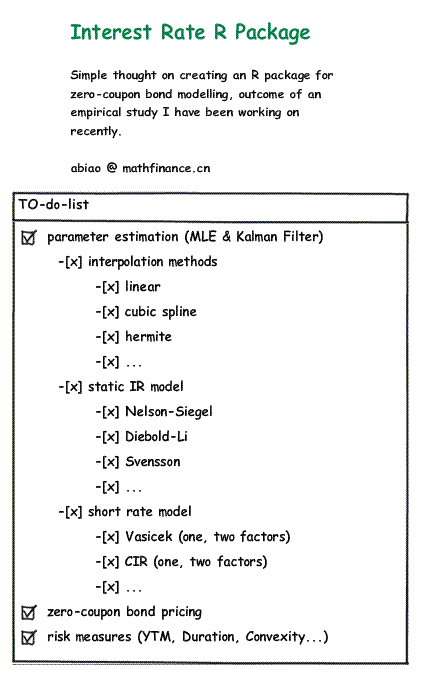 Interest Rate R Package
Simple thought on creating an R package for
zero-coupon bond modelling, outcome of an
empirical study I have been working on
recently.
abiao @ mathfinance.cn
TO-do-list
parameter estimation (MLE & Kalman Filter)
-[x] interpolation methods
-[x] linear
-[x] cubic spline
-[x] hermite
-[x] ...
-[x] static IR model
-[x] Nelson-Siegel
-[x] Diebold-Li
-[x] Svensson
-[x] ...
-[x] short rate model
-[x] Vasicek (one, two factors)
-[x] CIR (one, two factors)
-[x] ...
zero-coupon bond pricing
risk measures (YTM, Duration, Convexity...)